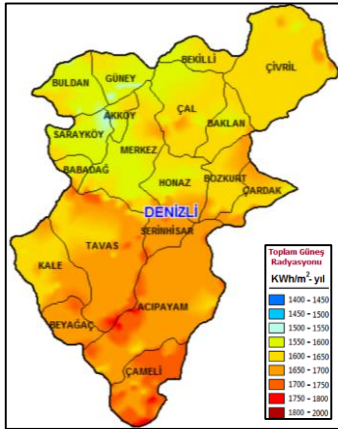 BEKİLLİ
ÇİVRİL
BULDAN
GÜNEY
ÇAL
AKKÖY
BAKLAN
SARAYKÖY
MERKEZ
BABADAĞ
HONAZ
BOZKURT
ÇARDAK
DENİZLİ
SERİNHİSAR
TAVAS
KALE
ACIPAYAM
BEYAĞAÇ
ÇAMELİ
Toplam Güneş
Radyasyonu
KWh/m²- yıl
1400 - 1450
1450 - 1500
1500 - 1550
1550 - 1600
1600 - 1650
1650 - 1700
1700 - 1750
1750 - 1800
1800 - 2000